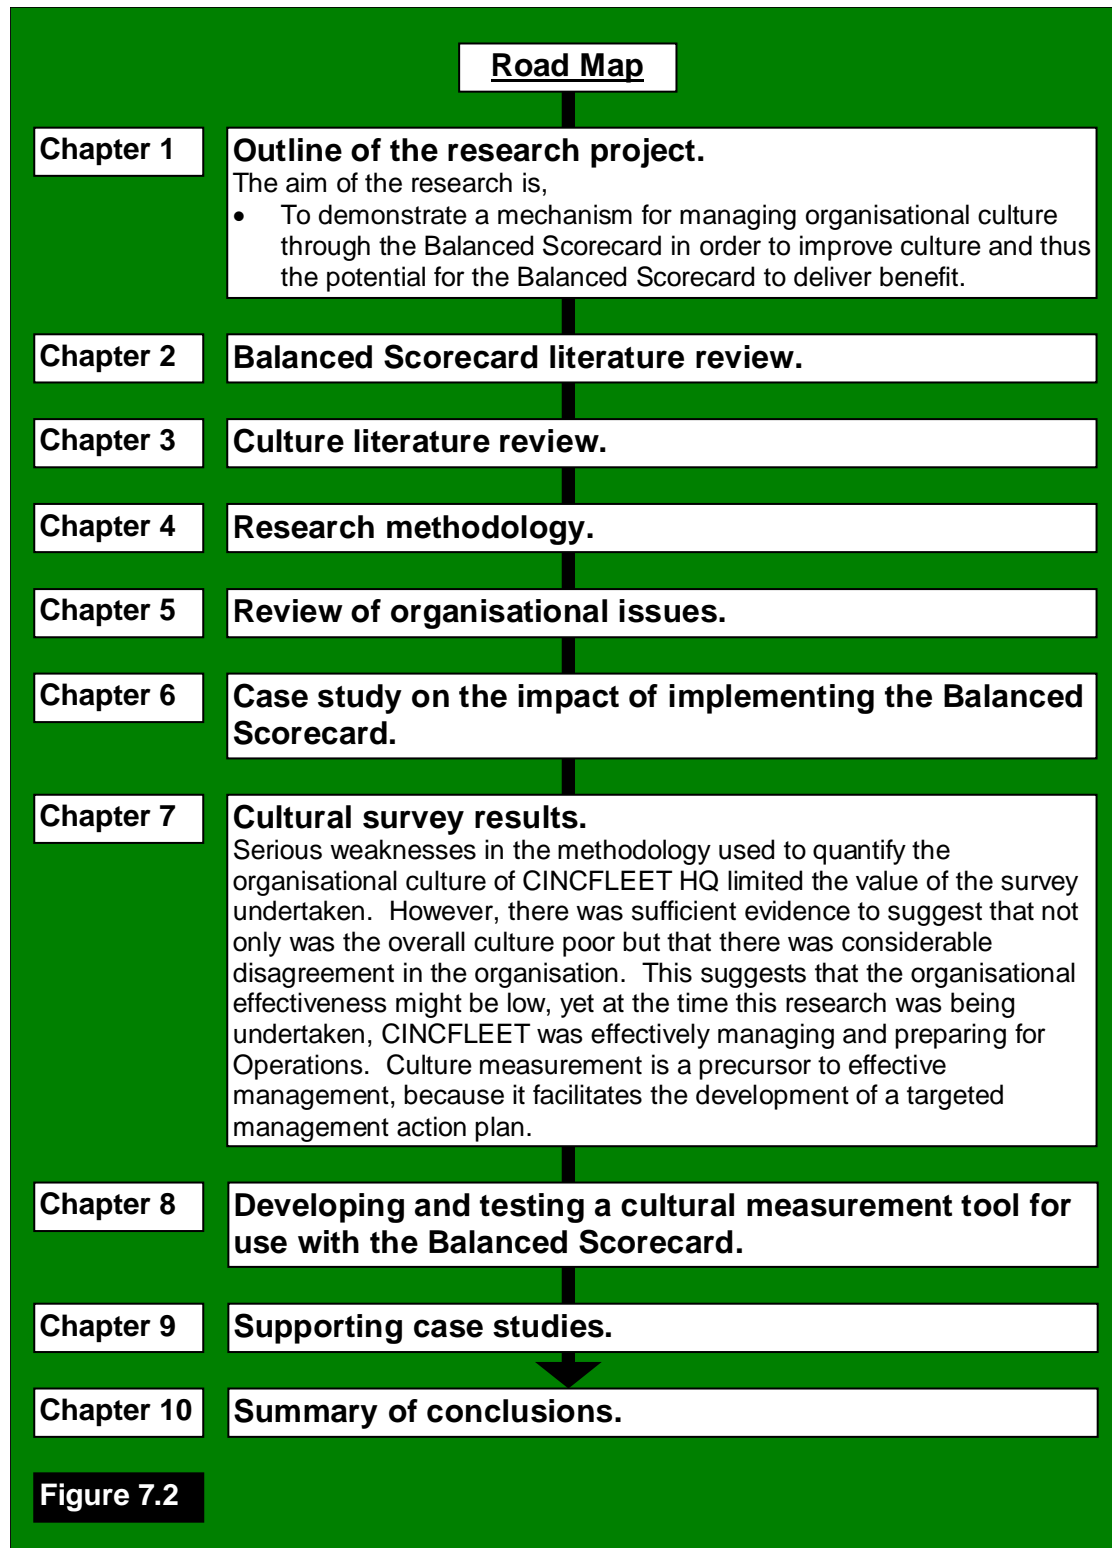 Road Map
Chapter 1
Outline of the research project.
The aim of the research is,
• To demonstrate a mechanism for managing organisational culture
through the Balanced Scorecard in order to improve culture and thus
the potential for the Balanced Scorecard to deliver benefit.
Chapter 2
Balanced Scorecard literature review.
Chapter 3
Culture literature review.
Chapter 4
Research methodology.
Chapter 5
Review of organisational issues.
Chapter 6
Case study on the impact of implementing the Balanced
Scorecard.
Chapter 7
Cultural survey results.
Serious weaknesses in the methodology used to quantify the
organisational culture of CINCFLEET HQ limited the value of the survey
undertaken.  However, there was sufficient evidence to suggest that not
only was the overall culture poor but that there was considerable
disagreement in the organisation.  This suggests that the organisational
effectiveness might be low, yet at the time this research was being
undertaken, CINCFLEET was effectively managing and preparing for
Operations.  Culture measurement is a precursor to effective
management, because it facilitates the development of a targeted
management action plan.
Chapter 8
Developing and testing a cultural measurement tool for
use with the Balanced Scorecard.
Chapter 9
Supporting case studies.
Chapter 10
Summary of conclusions.
Figure 7.2